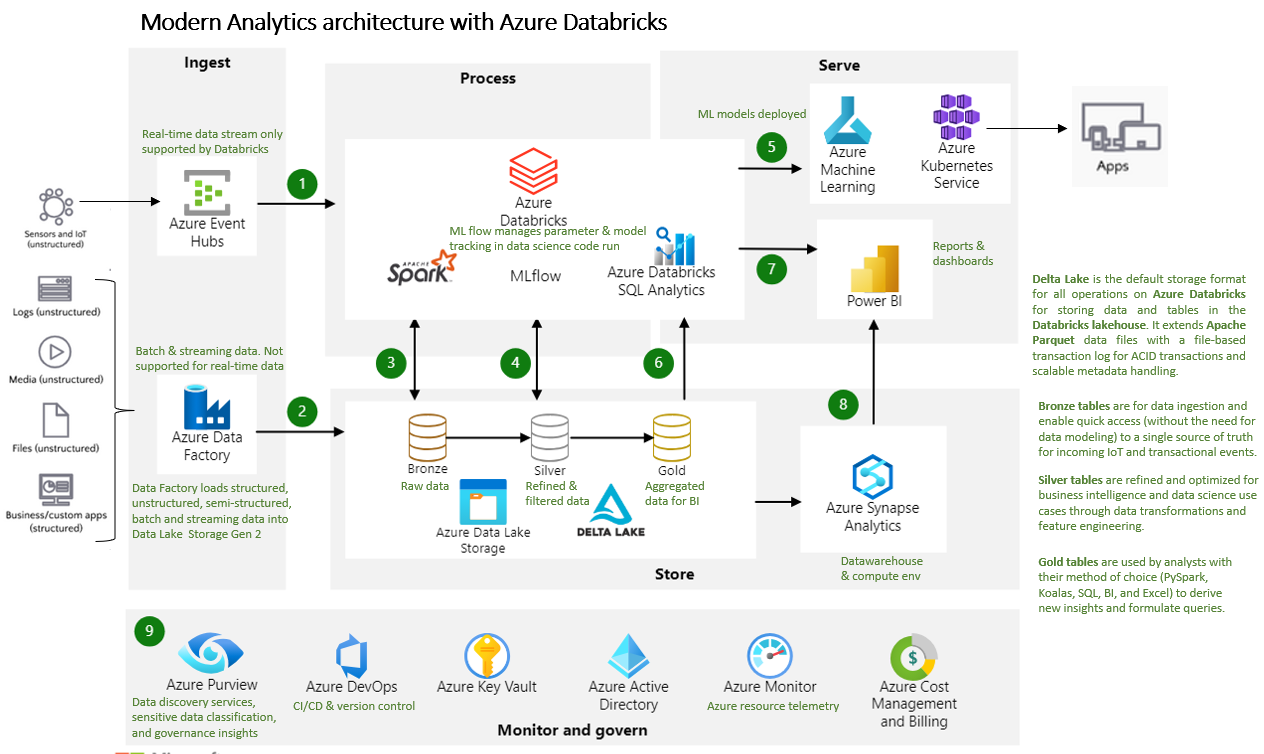 Modern Analytics architecture with Azure Databricks
Ingest
Process
Serve
Real-time data stream only
supported by Databricks
Azure Event
Hubs
Sensors and IoT
(unstructured)
1
Logs (unstructured)
Media (unstructured)
Files (unstructured)
Business/custom apps
(structured)
Batch & streaming data. Not
supported for real-time data
Azure Data
Factory
2
Data Factory loads structured,
unstructured, semi-structured,
batch and streaming data into
Data Lake Storage Gen 2
Azure
Databricks
ML flow manages parameter & model
tracking in data science code run
APACHE
Spark
MLflow
Azure Databricks
SQL Analytics
3
4
6
ML models deployed
5
Azure
Machine
Learning
Azure
Kubernetes
Service
Apps
7
Power BI
Reports &
dashboards
8
Bronze
Raw data
Silver
Refined &
filtered data
Gold
Aggregated
data for BI
Azure Data Lake
Storage
DELTA LAKE
Azure Synapse
Analytics
Datawarehouse
& compute env
Store
Delta Lake is the default storage format
for all operations on Azure Databricks
for storing data and tables in the
Databricks lakehouse. It extends Apache
Parquet data files with a file-based
transaction log for ACID transactions and
scalable metadata handling.
Bronze tables are for data ingestion and
enable quick access (without the need for
data modeling) to a single source of truth
for incoming IoT and transactional events.
Silver tables are refined and optimized for
business intelligence and data science use
cases through data transformations and
feature engineering.
Gold tables are used by analysts with
their method of choice (PySpark,
Koalas, SQL, BI, and Excel) to derive
new insights and formulate queries.
9
Azure Purview
Data discovery services,
sensitive data classification,
and governance insights
Azure DevOps
CI/CD & version control
Azure Key Vault
Azure Active
Directory
Azure Monitor
Azure resource telemetry
$
Azure Cost
Management
and Billing
Monitor and govern